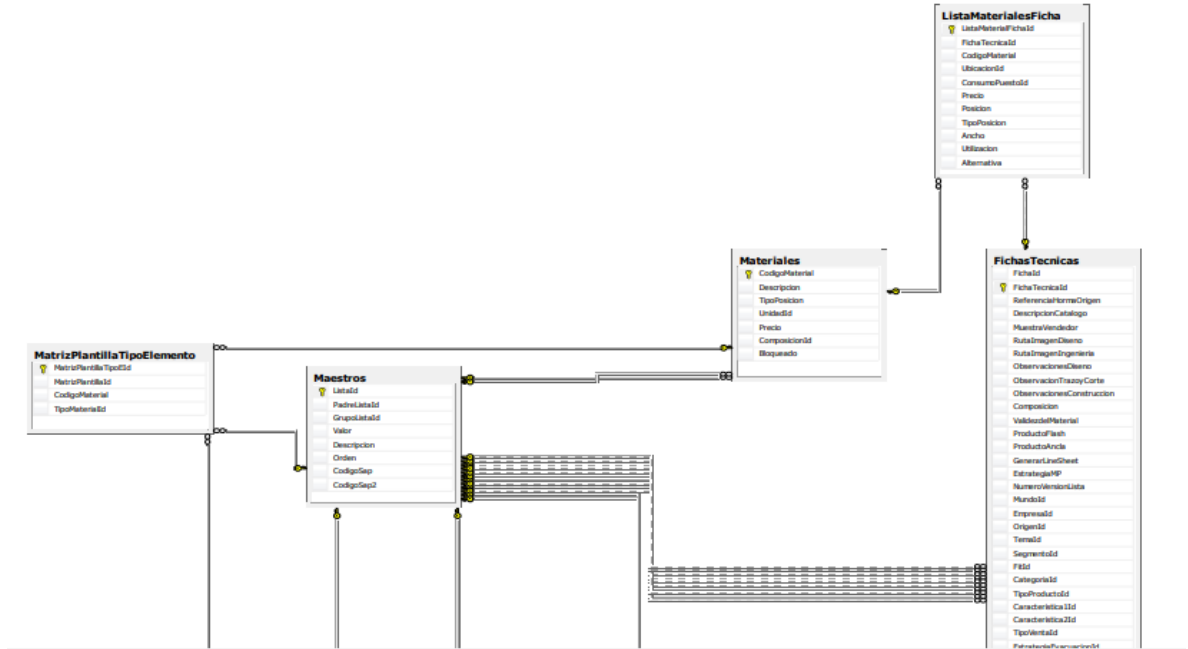 ListaMaterialesFicha
ListaMaterialFichaId
FichaTecnicaId
CodigoMaterial
UbicacionId
ConsumoPuestoId
Precio
Posicion
TipoPosicion
Ancho
Utilizacion
Alternativa
Materiales
CodigoMaterial
Descripcion
TipoPosicion
UnidadId
Precio
ComposicionId
Bloqueado
FichasTecnicas
FichaId
FichaTecnicaId
ReferenciaHormaOrigen
DescripcionCatalogo
MuestraVendedor
RutaImagenDiseno
RutaImagenIngenieria
ObservacionesDiseno
ObservacionTrazoyCorte
ObservacionesConstruccion
Composicion
ValidezdelMaterial
ProductoFlash
ProductoAncla
GenerarLineSheet
EstrategiaMP
NumeroVersionLista
MundoId
EmpresaId
OrigenId
TemaId
SegmentoId
FitId
CategoriaId
TipoProductoId
Caracteristica1Id
Caracteristica2Id
TipoVentaId
EstrategiaEvacuacionId
MatrizPlantillaTipoElemento
MatrizPlantillaTipoEId
MatrizPlantillaId
CodigoMaterial
TipoMaterialId
Maestros
ListaId
PadreListaId
GrupoListaId
Valor
Descripcion
Orden
CodigoSap
CodigoSap2